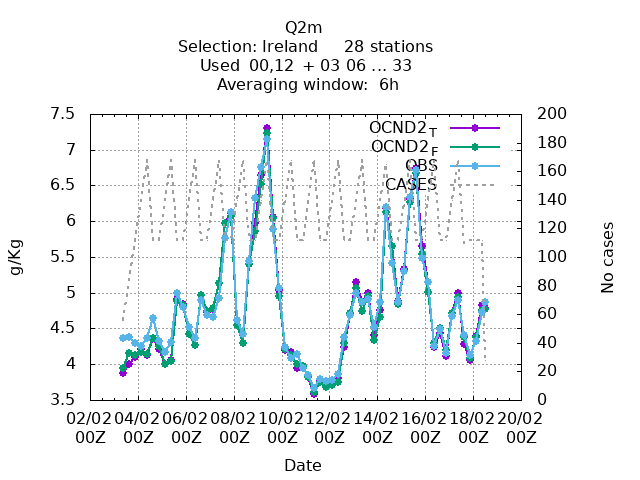 Q2m
Selection: Ireland 28 stations
Used 00,12 + 03 06 ... 33
Averaging window: 6h
7.5
7
6.5
6
5.5
5
4.5
4
3.5
g/Kg
200
180
160
140
120
100
80
60
40
20
0
No cases
OCND2T
OCND2F
OBS
CASES
02/02 04/02 06/02 08/02 10/02 12/02 14/02 16/02 18/02 20/02
00Z 00Z 00Z 00Z 00Z 00Z 00Z 00Z 00Z 00Z
Date